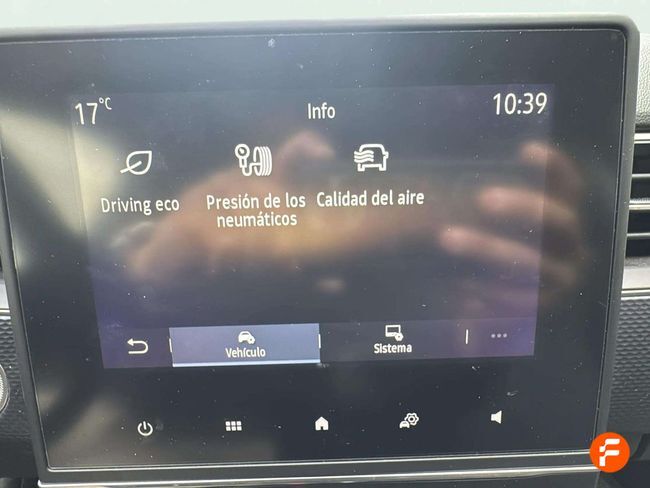 17°C
Info
10:39
Driving eco
Presión de los
neumáticos
Calidad del aire
Vehículo
Sistema